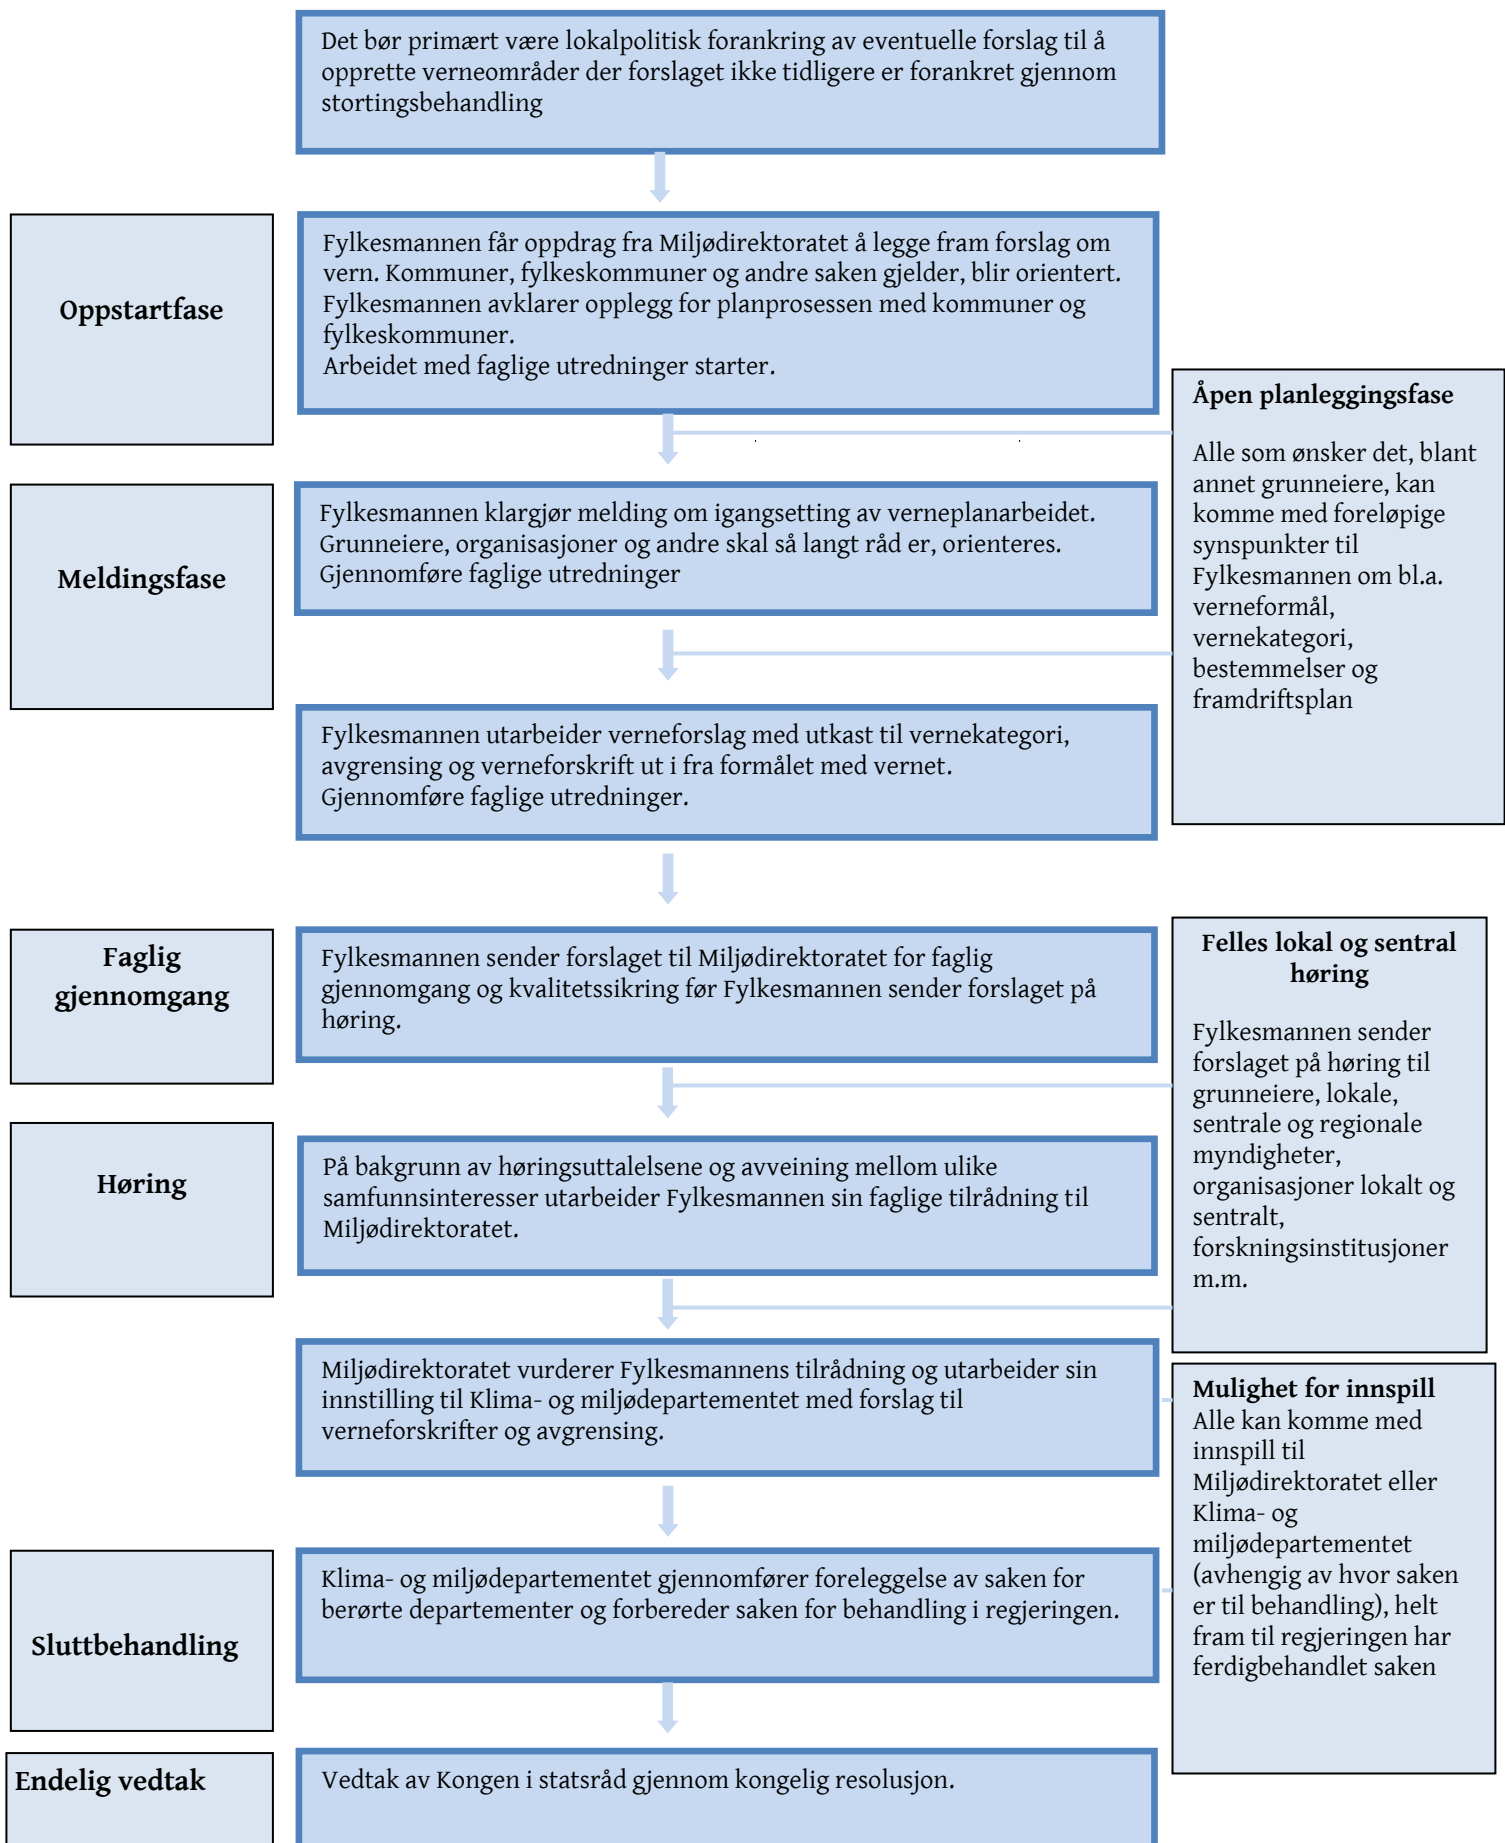 Det bør primært være lokalpolitisk forankring av eventuelle forslag til å
opprette verneområder der forslaget ikke tidligere er forankret gjennom
stortingsbehandling
Oppstartfase
Fylkesmannen får oppdrag fra Miljødirektoratet å legge fram forslag om
vern. Kommuner, fylkeskommuner og andre saken gjelder, blir orientert.
Fylkesmannen avklarer opplegg for planprosessen med kommuner og
fylkeskommuner.
Arbeidet med faglige utredninger starter.
Åpen planleggingsfase
Alle som ønsker det, blant
annet grunneiere, kan
komme med foreløpige
synspunkter til
Fylkesmannen om bl.a.
verneformål,
vernekategori,
bestemmelser og
framdriftsplan
Meldingsfase
Fylkesmannen klargjør melding om igangsetting av verneplanarbeidet.
Grunneiere, organisasjoner og andre skal så langt råd er, orienteres.
Gjennomføre faglige utredninger
Fylkesmannen utarbeider verneforslag med utkast til vernekategori,
avgrensing og verneforskrift ut i fra formålet med vernet.
Gjennomføre faglige utredninger.
Faglig
gjennomgang
Fylkesmannen sender forslaget til Miljødirektoratet for faglig
gjennomgang og kvalitetssikring før Fylkesmannen sender forslaget på
høring.
Felles lokal og sentral
høring
Fylkesmannen sender
forslaget på høring til
grunneiere, lokale,
sentrale og regionale
myndigheter,
organisasjoner lokalt og
sentralt,
forskningsinstitusjoner
m.m.
Høring
På bakgrunn av høringsuttalelsene og avveining mellom ulike
samfunnsinteresser utarbeider Fylkesmannen sin faglige tilrådning til
Miljødirektoratet.
Miljødirektoratet vurderer Fylkesmannens tilrådning og utarbeider sin
innstilling til Klima- og miljødepartementet med forslag til
verneforskrifter og avgrensing.
Mulighet for innspill
Alle kan komme med
innspill til
Miljødirektoratet eller
Klima- og
miljødepartementet
(avhengig av hvor saken
er til behandling), helt
fram til regjeringen har
ferdigbehandlet saken
Sluttbehandling
Klima- og miljødepartementet gjennomfører foreleggelse av saken for
berørte departementer og forbereder saken for behandling i regjeringen.
Endelig vedtak
Vedtak av Kongen i statsråd gjennom kongelig resolusjon.